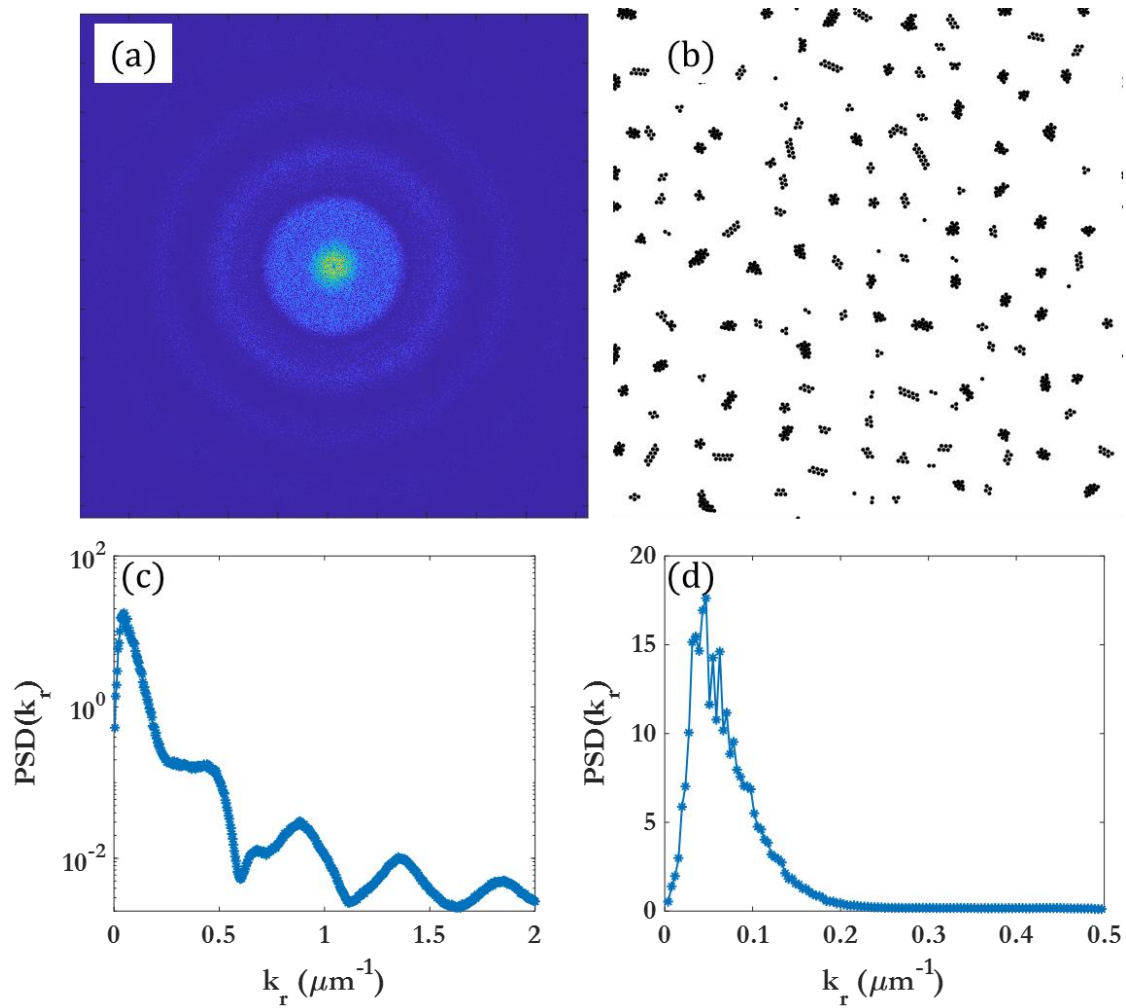 (a)
(b)
(c)
10^2
10^0
10^-2
PSD(k_r)
0 0.5 1 1.5 2
k_r (μm^-1)
(d)
20
15
10
5
0
PSD(k_r)
0 0.1 0.2 0.3 0.4 0.5
k_r (μm^-1)